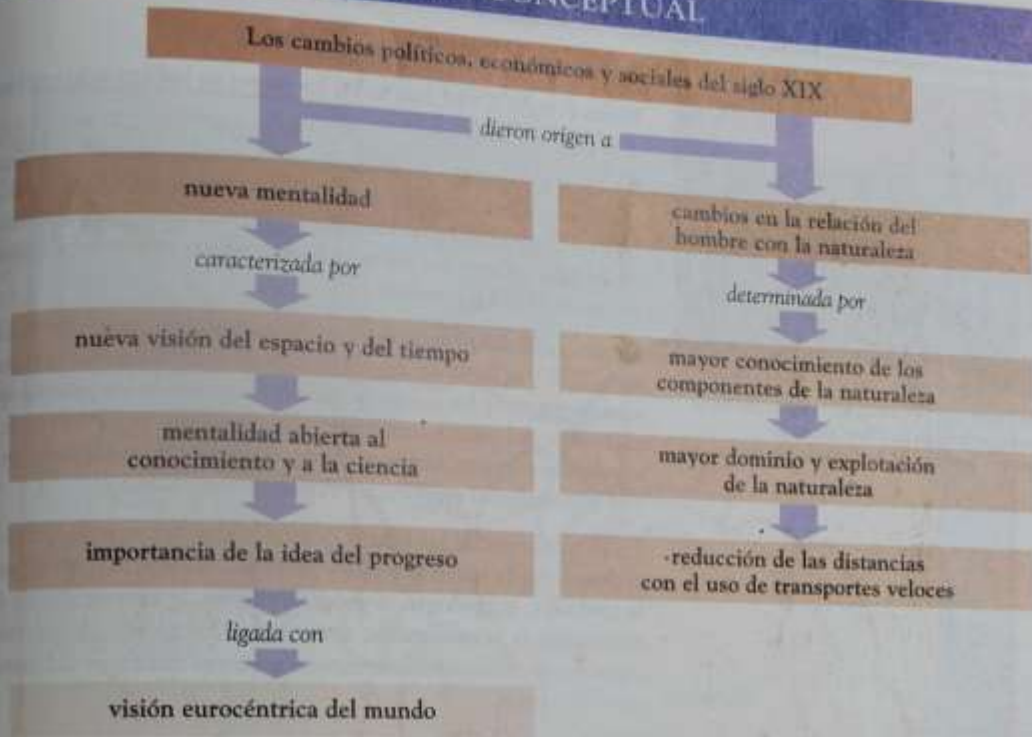 CONCEPTUAL
Los cambios políticos, económicos y sociales del siglo XIX
dieron origen a
nueva mentalidad
caracterizada por
nueva visión del espacio y del tiempo
mentalidad abierta al
conocimiento y a la ciencia
importancia de la idea del progreso
ligada con
visión eurocéntrica del mundo
cambios en la relación del
hombre con la naturaleza
determinada por
mayor conocimiento de los
componentes de la naturaleza
mayor dominio y explotación
de la naturaleza
reducción de las distancias
con el uso de transportes veloces